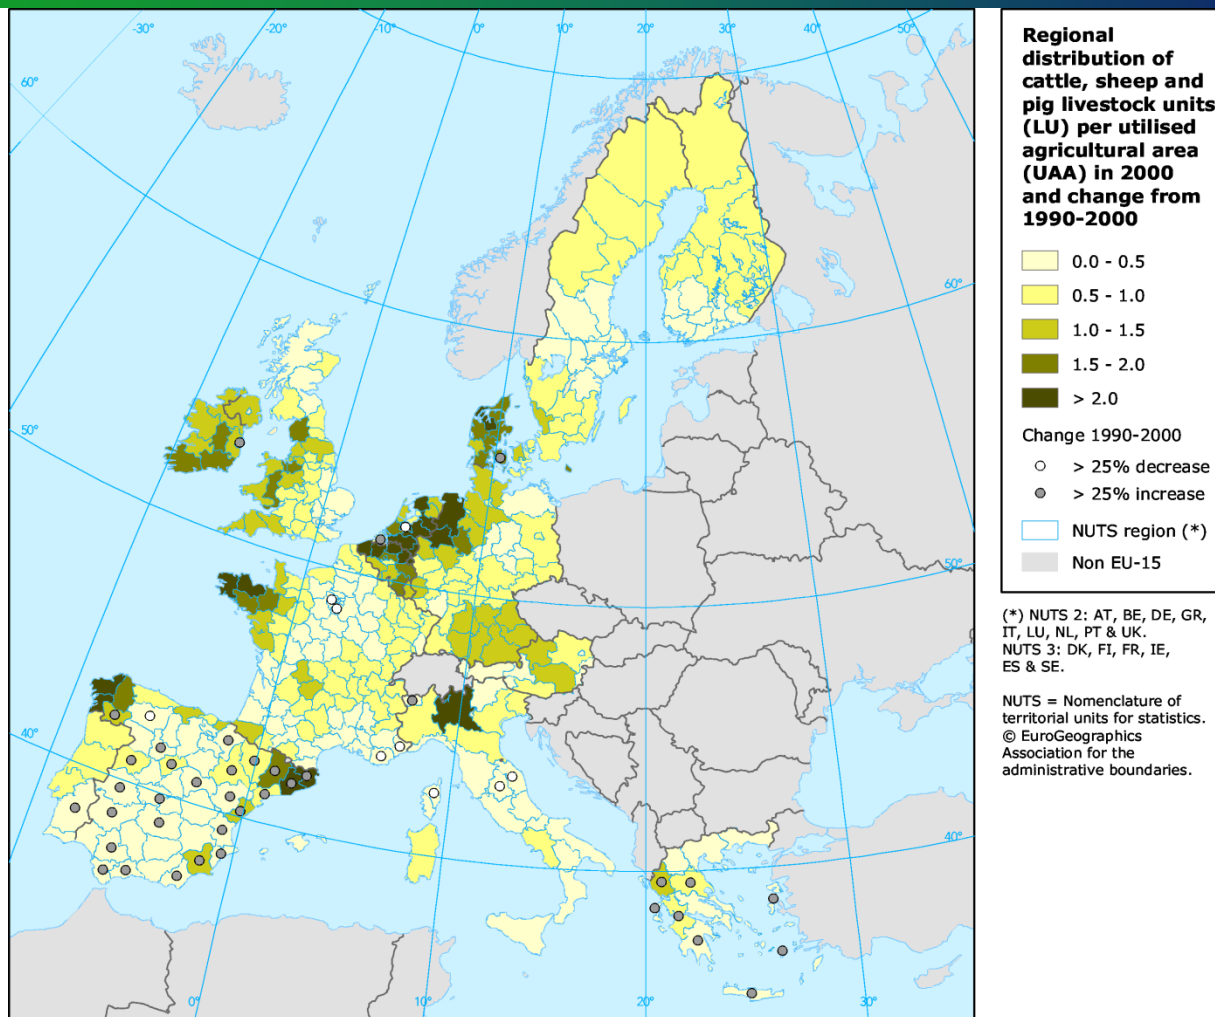 -30°
-20°
-10°
0°
10°
20°
30°
40°
50°
60°
60°
50°
40°
60°
50°
40°
0°
10°
20°
30°
Regional
distribution of
cattle, sheep and
pig livestock units
(LU) per utilised
agricultural area
(UAA) in 2000
and change from
1990-2000
0.0 - 0.5
0.5 - 1.0
1.0 - 1.5
1.5 - 2.0
> 2.0
Change 1990-2000
> 25% decrease
> 25% increase
NUTS region (*)
Non EU-15
(*) NUTS 2: AT, BE, DE, GR,
IT, LU, NL, PT & UK.
NUTS 3: DK, FI, FR, IE,
ES & SE.
NUTS = Nomenclature of
territorial units for statistics.
© EuroGeographics
Association for the
administrative boundaries.